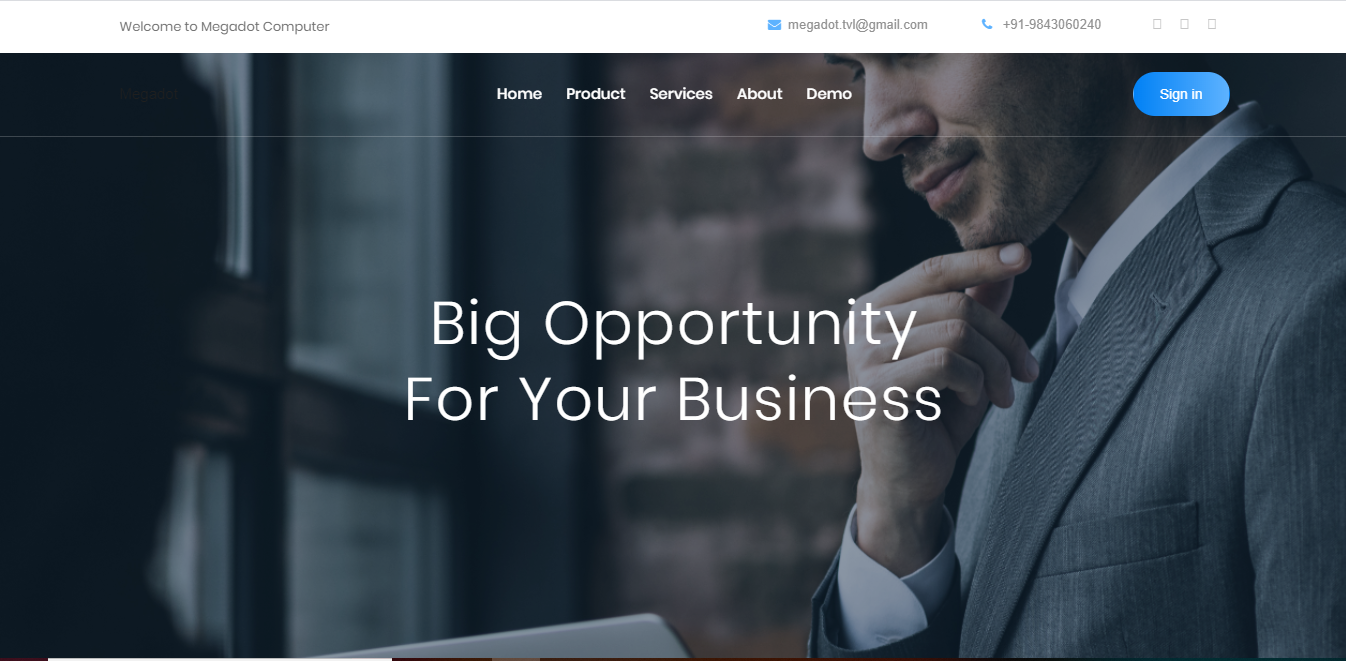 Welcome to Megadot Computer
megadot.tvl@gmail.com
+91-9843060240
Megadot
Home Product Services About Demo
Sign in
Big Opportunity
For Your Business